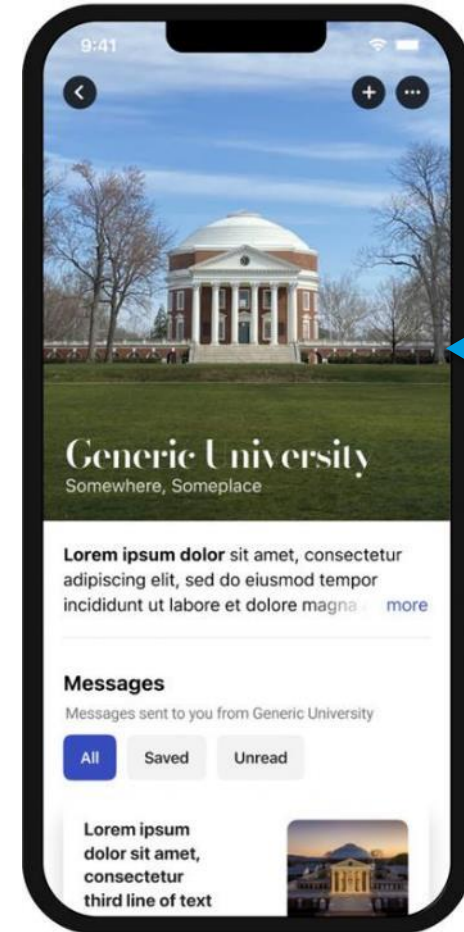 9:41
Generic University
Somewhere, Someplace
Lorem ipsum dolor sit amet, consectetur
adipiscing elit, sed do eiusmod tempor
incididunt ut labore et dolore magna
more
Messages
Messages sent to you from Generic University
All
Saved
Unread
Lorem ipsum
dolor sit amet,
consectetur
third line of text